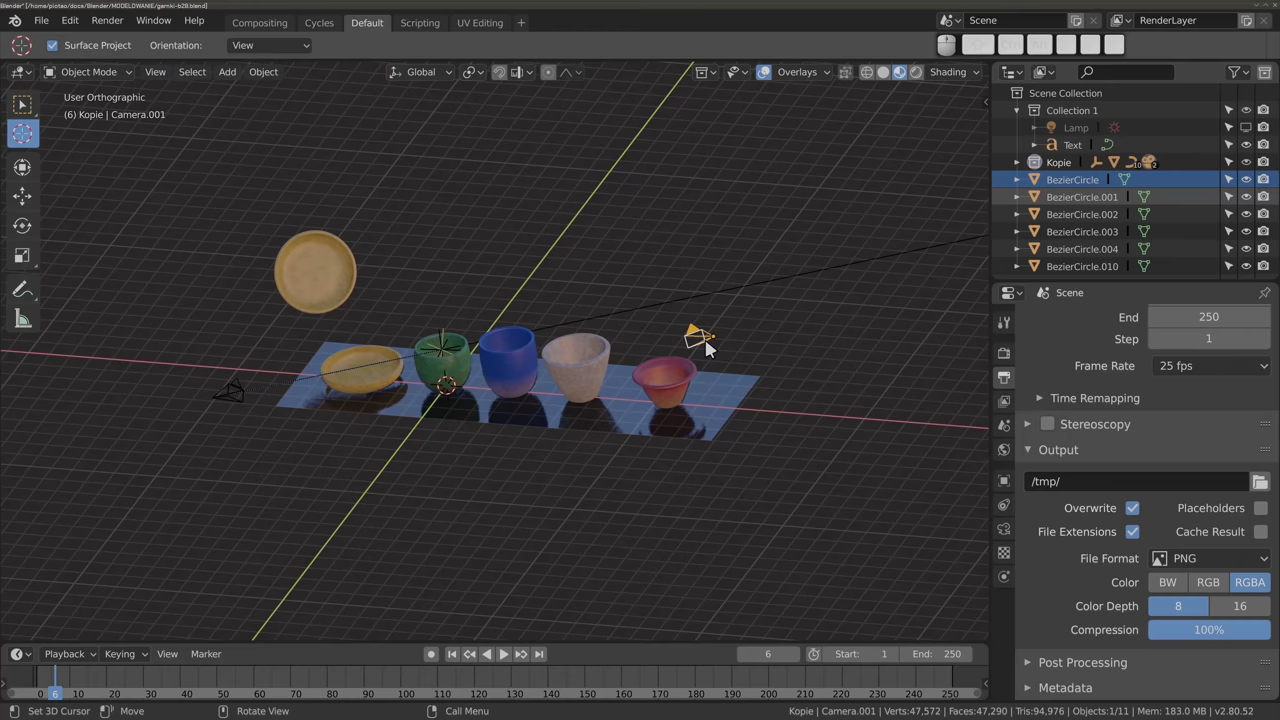 Blender* [/home/piotao/docs/Blender/MODELOWANIE/garnki-b28.blend]
File Edit Render Window Help Compositing Cycles Default Scripting UV Editing + Scene RenderLayer
Surface Project Orientation: View
Object Mode View Select Add Object Global Overlays Shading
User Orthographic
(6) Kopie | Camera.001
Scene Collection
Collection 1
Lamp
Text
Kopie 10 2
BezierCircle
BezierCircle.001
BezierCircle.002
BezierCircle.003
BezierCircle.004
BezierCircle.010
Scene
End 250
Step 1
Frame Rate 25 fps
Time Remapping
Stereoscopy
Output
/tmp/
Overwrite Placeholders
File Extensions Cache Result
File Format PNG
Color BW RGB RGBA
Color Depth 8 16
Compression 100%
Post Processing
Metadata
Playback Keying View Marker 6 Start: 1 End: 250
0 6 10 20 30 40 50 60 70 80 90 100 110 120 130 140 150 160 170 180 190 200 210 220 230 240 250
Set 3D Cursor Move Rotate View Call Menu Kopie | Camera.001 | Verts:47,572 | Faces:47,290 | Tris:94,976 | Objects:1/11 | Mem: 183.0 MB | v2.80.52